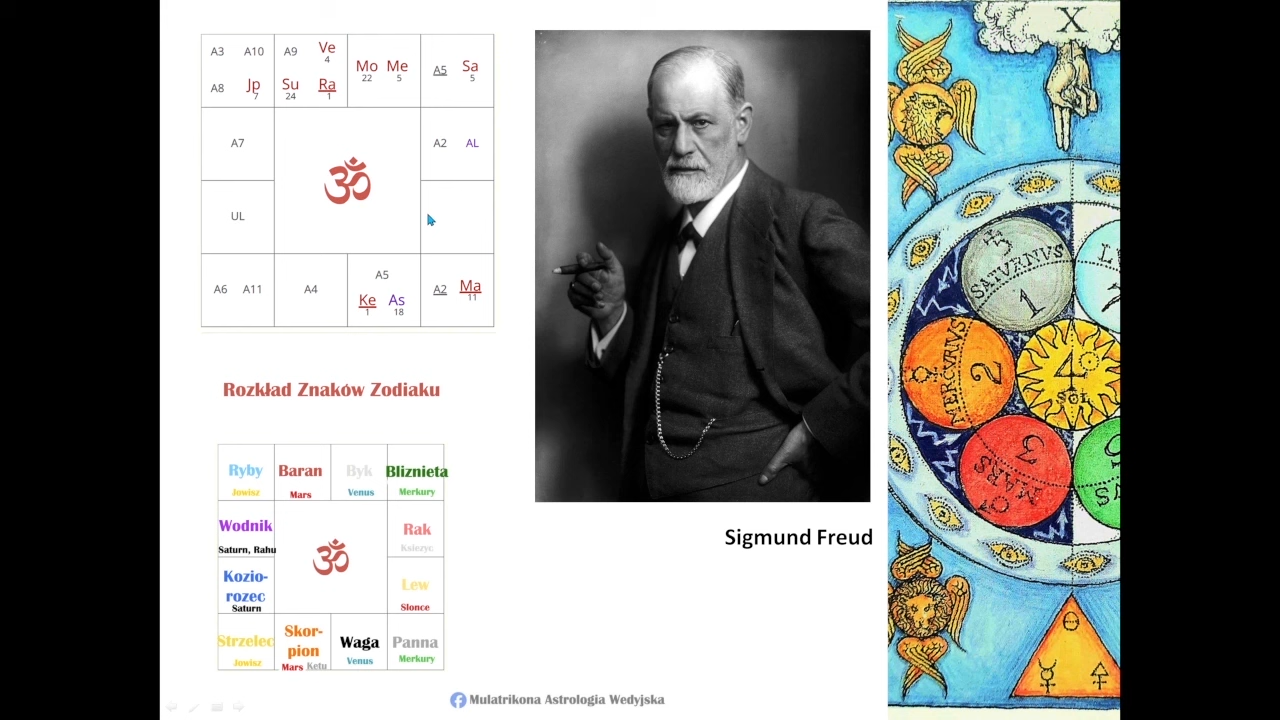 A3 A10 A9 Ve
4
Mo Me A5 Sa
22 5 5
A8 Jp Su Ra
7 24 1
A7 A2 AL
ॐ
UL
A6 A11 A4 A5 A2 Ma
11
Ke As
1 18
Rozkład Znaków Zodiaku
Ryby Baran Byk Bliznieta
Jowisz Mars Venus Merkury
Wodnik Rak
Saturn, Rahu Ksiezyc
ॐ
Kozio-
rozec Lew
Saturn Slonce
Strzelec Skor-
pion Waga Panna
Jowisz Mars Ketu Venus Merkury
Sigmund Freud
Mulatrikona Astrologia Wedyjska
X
SATVRNVS
1
MERCVRIVS
2
4
SOL
MARS
3